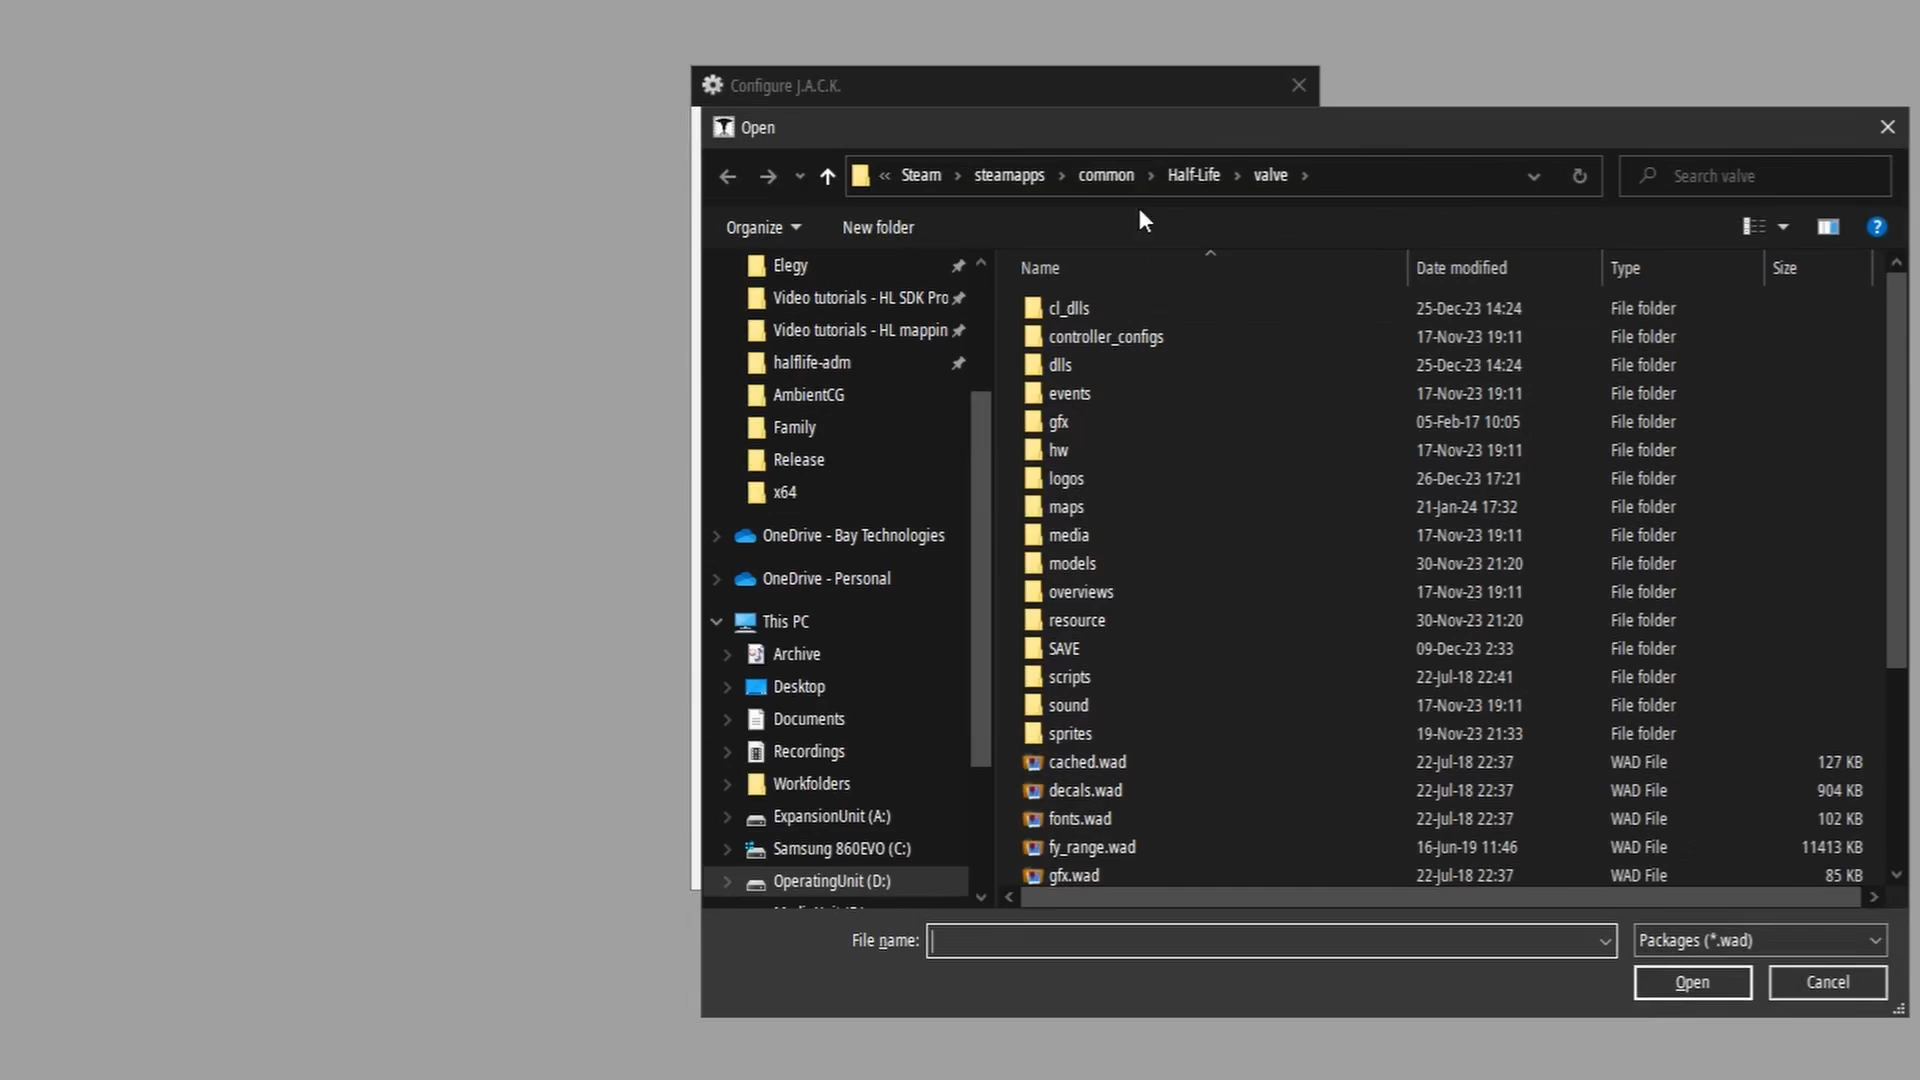 Configure J.A.C.K.
Open
« Steam › steamapps › common › Half-Life › valve ›
Search valve
Organize
New folder
Elegy
Video tutorials - HL SDK Pro
Video tutorials - HL mappin
halflife-adm
AmbientCG
Family
Release
x64
OneDrive - Bay Technologies
OneDrive - Personal
This PC
Archive
Desktop
Documents
Recordings
Workfolders
ExpansionUnit (A:)
Samsung 860EVO (C:)
OperatingUnit (D:)
Name Date modified Type Size
cl_dlls 25-Dec-23 14:24 File folder
controller_configs 17-Nov-23 19:11 File folder
dlls 25-Dec-23 14:24 File folder
events 17-Nov-23 19:11 File folder
gfx 05-Feb-17 10:05 File folder
hw 17-Nov-23 19:11 File folder
logos 26-Dec-23 17:21 File folder
maps 21-Jan-24 17:32 File folder
media 17-Nov-23 19:11 File folder
models 30-Nov-23 21:20 File folder
overviews 17-Nov-23 19:11 File folder
resource 30-Nov-23 21:20 File folder
SAVE 09-Dec-23 2:33 File folder
scripts 22-Jul-18 22:41 File folder
sound 17-Nov-23 19:11 File folder
sprites 19-Nov-23 21:33 File folder
cached.wad 22-Jul-18 22:37 WAD File 127 KB
decals.wad 22-Jul-18 22:37 WAD File 904 KB
fonts.wad 22-Jul-18 22:37 WAD File 102 KB
fy_range.wad 16-Jun-19 11:46 WAD File 11413 KB
gfx.wad 22-Jul-18 22:37 WAD File 85 KB
File name:
Packages (*.wad)
Open
Cancel